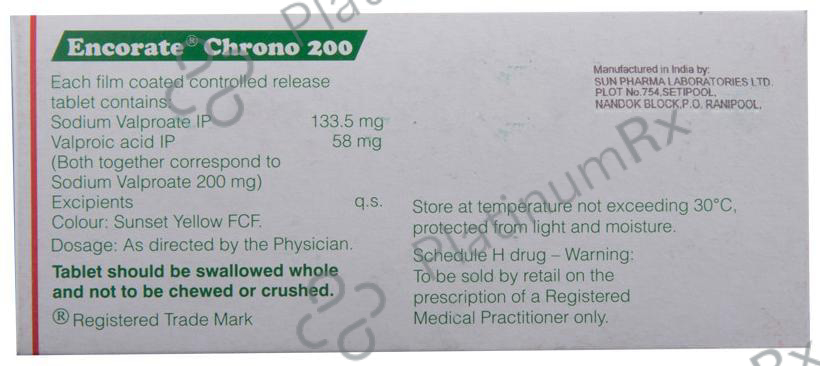 Encorate® Chrono 200
Each film coated controlled release
tablet contains:
Sodium Valproate IP 133.5 mg
Valproic acid IP 58 mg
(Both together correspond to
Sodium Valproate 200 mg)
Excipients q.s.
Colour: Sunset Yellow FCF.
Dosage: As directed by the Physician.
Tablet should be swallowed whole
and not to be chewed or crushed.
® Registered Trade Mark
Manufactured in India by:
SUN PHARMA LABORATORIES LTD.
PLOT No.754,SETIPOOL,
NANDOK BLOCK,P.O. RANIPOOL,
Store at temperature not exceeding 30°C,
protected from light and moisture.
Schedule H drug – Warning:
To be sold by retail on the
prescription of a Registered
Medical Practitioner only.
PlatinumRx